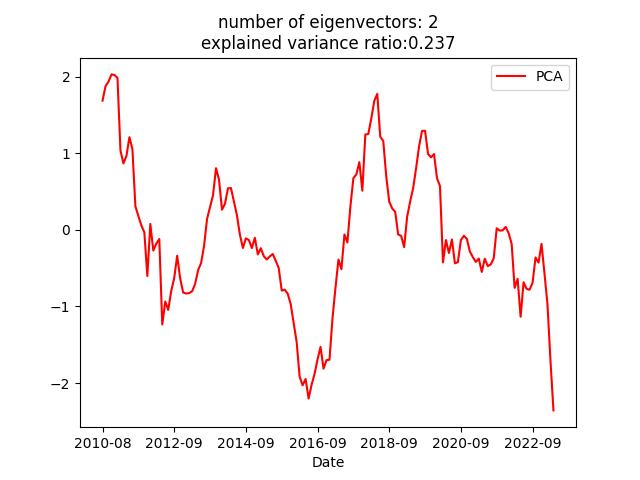 number of eigenvectors: 2
explained variance ratio:0.237
PCA
2
1
0
−1
−2
2010-08 2012-09 2014-09 2016-09 2018-09 2020-09 2022-09
Date